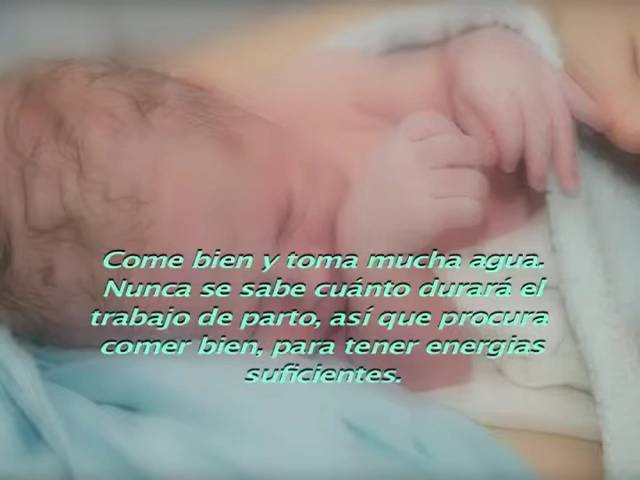 Come bien y toma mucha agua.
Nunca se sabe cuánto durará el
trabajo de parto, así que procura
comer bien, para tener energias
suficientes.